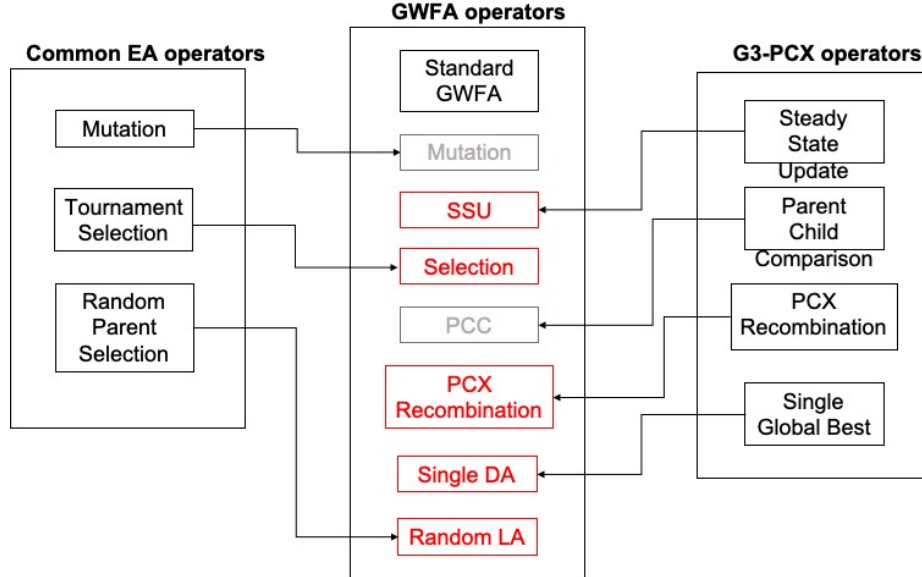 Common EA operators
Mutation
Tournament
Selection
Random
Parent
Selection
GWFA operators
Standard
GWFA
Mutation
SSU
Selection
PCC
PCX
Recombination
Single DA
Random LA
G3-PCX operators
Steady
State
Update
Parent
Child
Comparison
PCX
Recombination
Single
Global Best